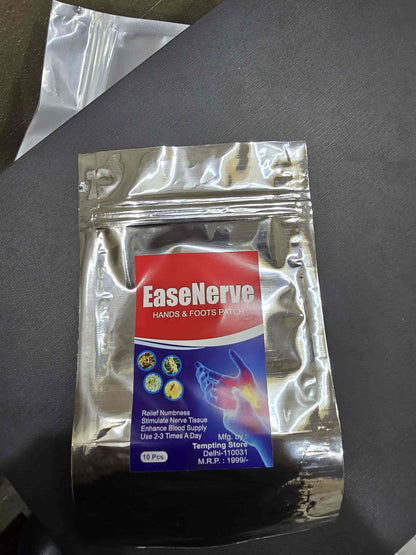 EaseNerve
HANDS & FOOTS PATCH
Relief Numbness
Stimulate Nerve Tissue
Enhance Blood Supply
Use 2-3 Times A Day
Mfg. by :
Tempting Store
Delhi-110031
M.R.P. : 1999/-
10 Pcs.